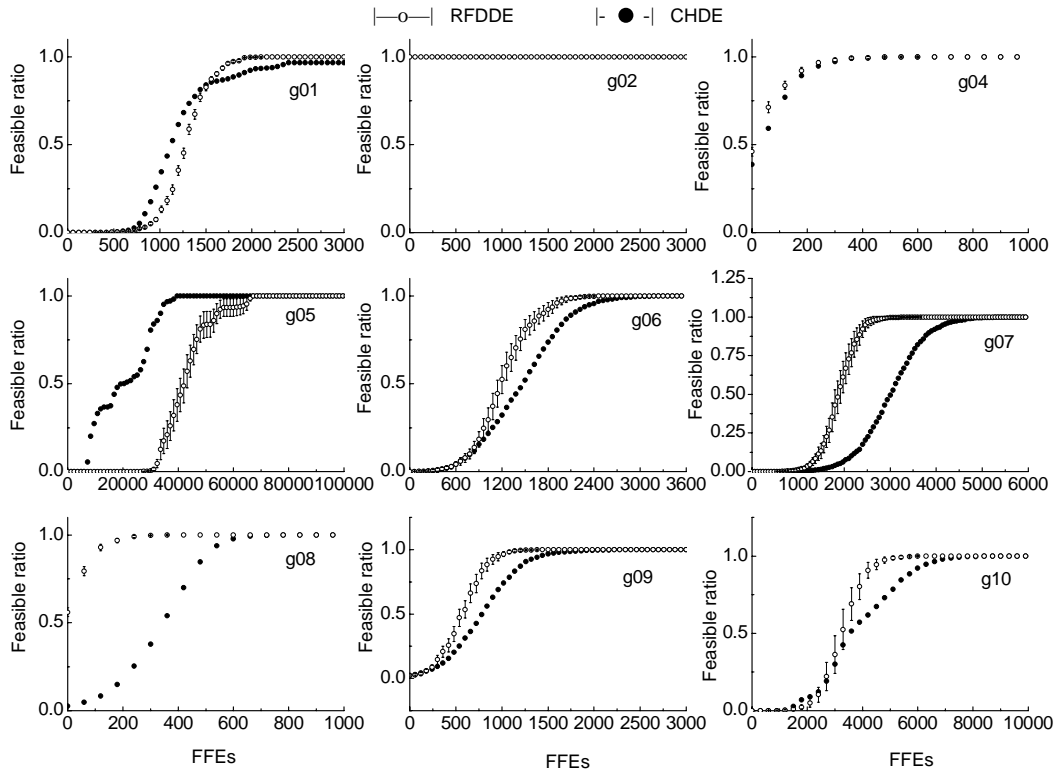 RFDDE
CHDE
Feasible ratio
1.0
0.5
0.0
g01
0 500 1000 1500 2000 2500 3000
Feasible ratio
1.0
0.5
0.0
g02
0 500 1000 1500 2000 2500 3000
Feasible ratio
1.0
0.5
0.0
g04
0 200 400 600 800 1000
Feasible ratio
1.0
0.5
0.0
g05
0 20000 40000 60000 80000 10000
Feasible ratio
1.0
0.5
0.0
g06
0 600 1200 1800 2400 3000 3600
Feasible ratio
1.25
1.00
0.75
0.50
0.25
0.00
g07
0 1000 2000 3000 4000 5000 6000
Feasible ratio
1.0
0.5
0.0
g08
0 200 400 600 800 1000
FFEs
Feasible ratio
1.0
0.5
0.0
g09
0 500 1000 1500 2000 2500 3000
FFEs
Feasible ratio
1.0
0.5
0.0
g10
0 2000 4000 6000 8000 10000
FFEs